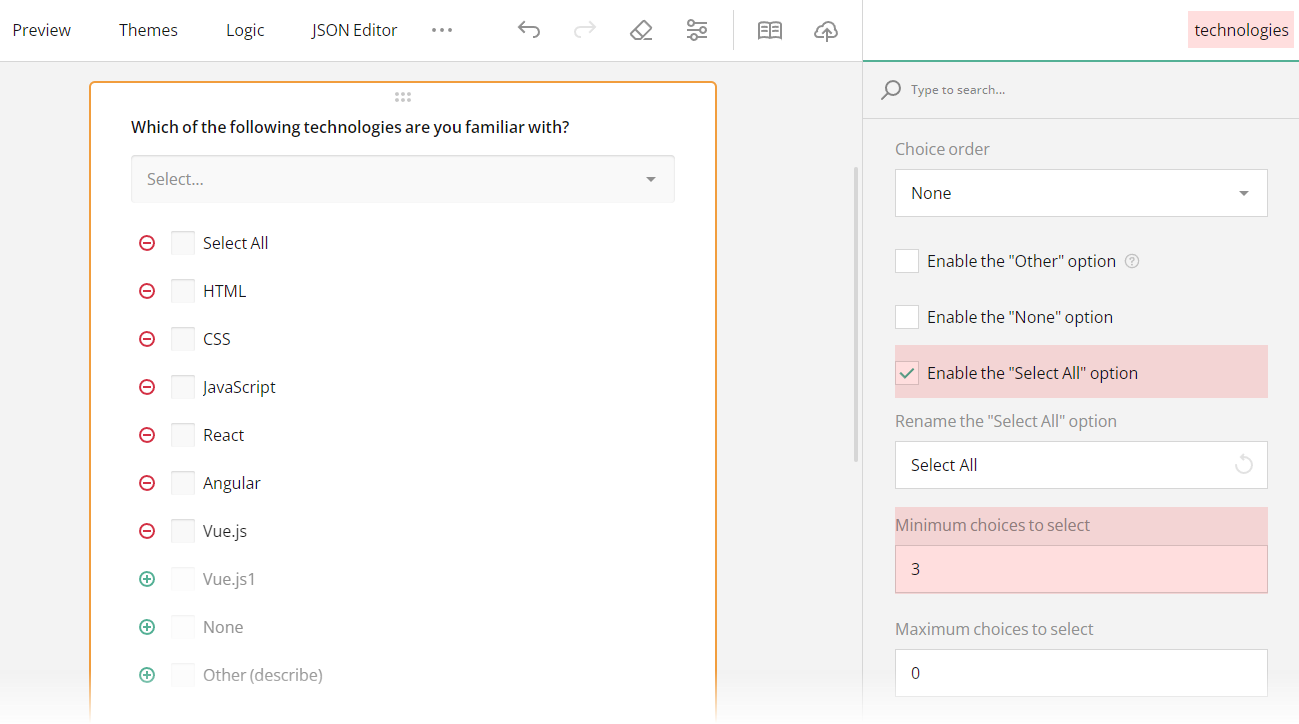 Preview Themes Logic JSON Editor
technologies
Type to search...
Which of the following technologies are you familiar with?
Select...
Select All
HTML
CSS
JavaScript
React
Angular
Vue.js
Vue.js1
None
Other (describe)
Choice order
None
Enable the "Other" option
Enable the "None" option
Enable the "Select All" option
Rename the "Select All" option
Select All
Minimum choices to select
3
Maximum choices to select
0